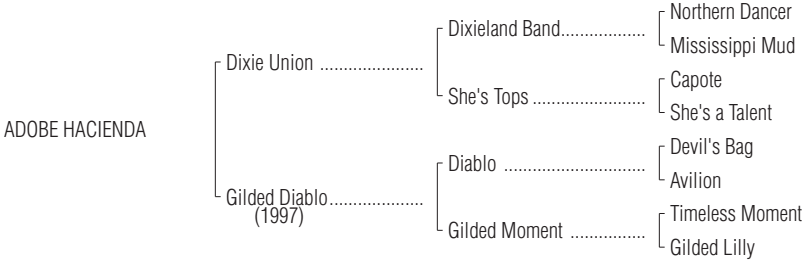 Northern Dancer
Dixieland Band..................
Mississippi Mud
Dixie Union ......................
Capote
She's Tops ........................
She's a Talent
ADOBE HACIENDA
Devil's Bag
Diablo ..............................
Avilion
Gilded Diablo....................
(1997)
Timeless Moment
Gilded Moment ................
Gilded Lilly